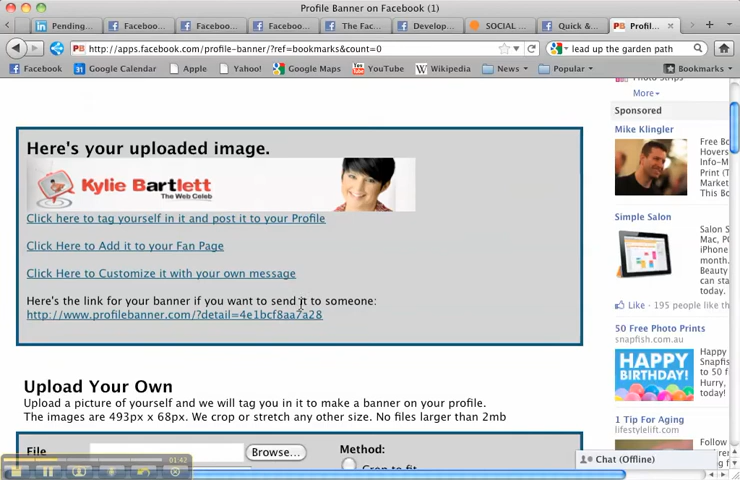 Profile Banner on Facebook (1)
Pending...
Faceboo...
Faceboo...
Faceboo...
The Fac...
Develop...
SOCIAL ...
Quick &...
Profil...
http://apps.facebook.com/profile-banner/?ref=bookmarks&count=0
lead up the garden path
Facebook
Google Calendar
Apple
Yahoo!
Google Maps
YouTube
Wikipedia
News
Popular
Bookmarks
Here's your uploaded image.
Kylie Bartlett
The Web Celeb
Click here to tag yourself in it and post it to your Profile
Click Here to Add it to your Fan Page
Click Here to Customize it with your own message
Here's the link for your banner if you want to send it to someone:
http://www.profilebanner.com/?detail=4e1bcf8aa7a28
Upload Your Own
Upload a picture of yourself and we will tag you in it to make a banner on your profile.
The images are 493px x 68px. We crop or stretch any other size. No files larger than 2mb
File
Browse...
Method:
Crop to fit
Photo Strips
More
Sponsored
Mike Klingler
Free Bo
Hovers
Info-M
Print (T
Market
This Bo
Simple Salon
Salon S
Mac, PC
iPhone
month.
Beauty
can est
today.
Like · 195 people like th
50 Free Photo Prints
snapfish.com.au
HAPPY
BIRTHDAY!
Happy
to 50 f
Hurry,
today!
1 Tip For Aging
lifestylelift.com
Follow
Chat (Offline)
01:42